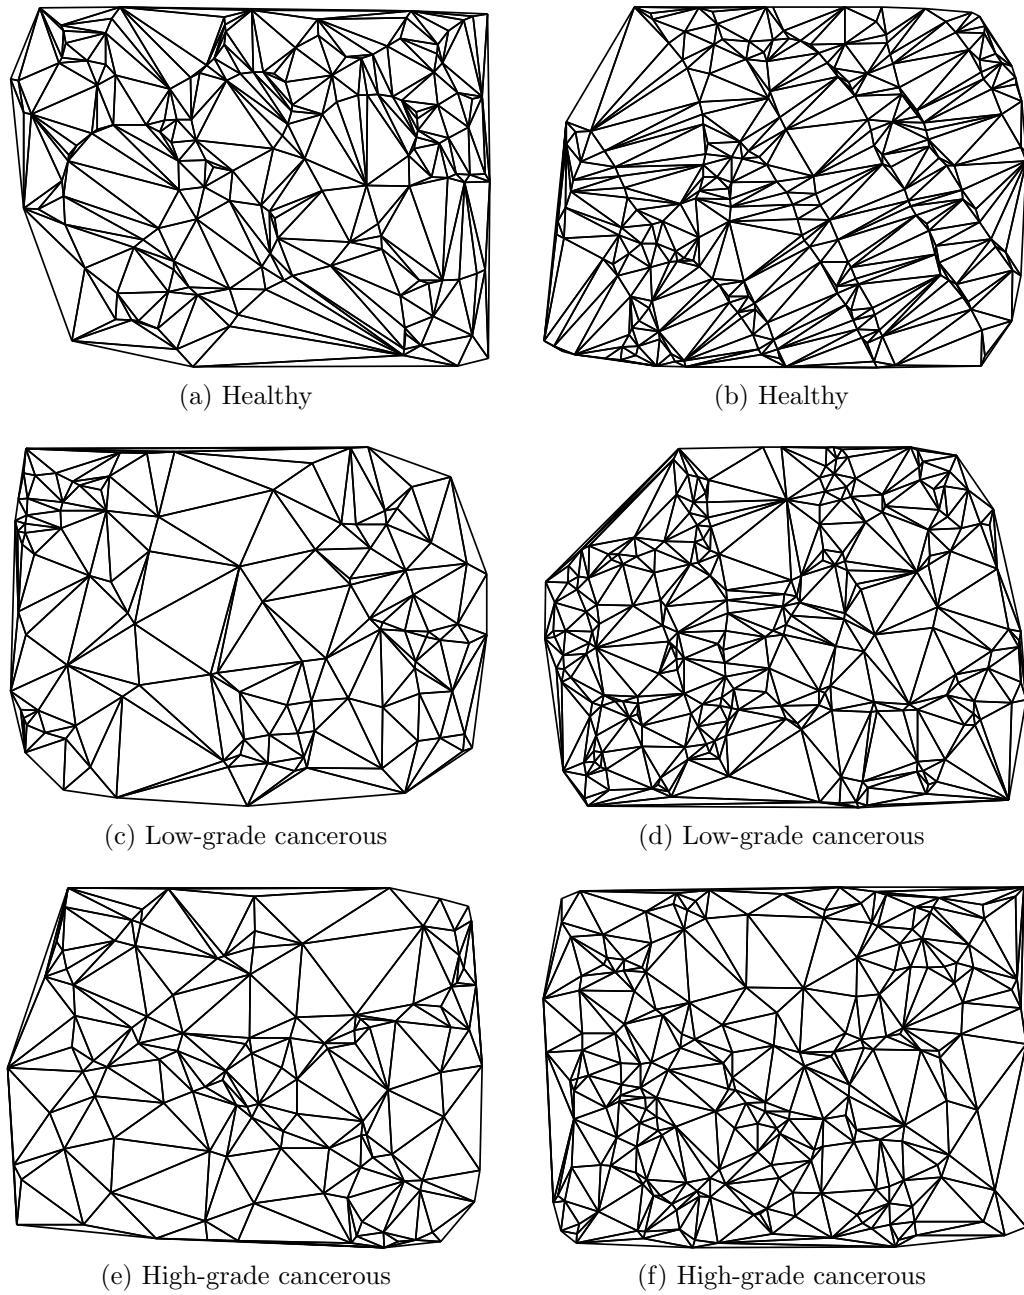 (a) Healthy
(b) Healthy
(c) Low-grade cancerous
(d) Low-grade cancerous
(e) High-grade cancerous
(f) High-grade cancerous